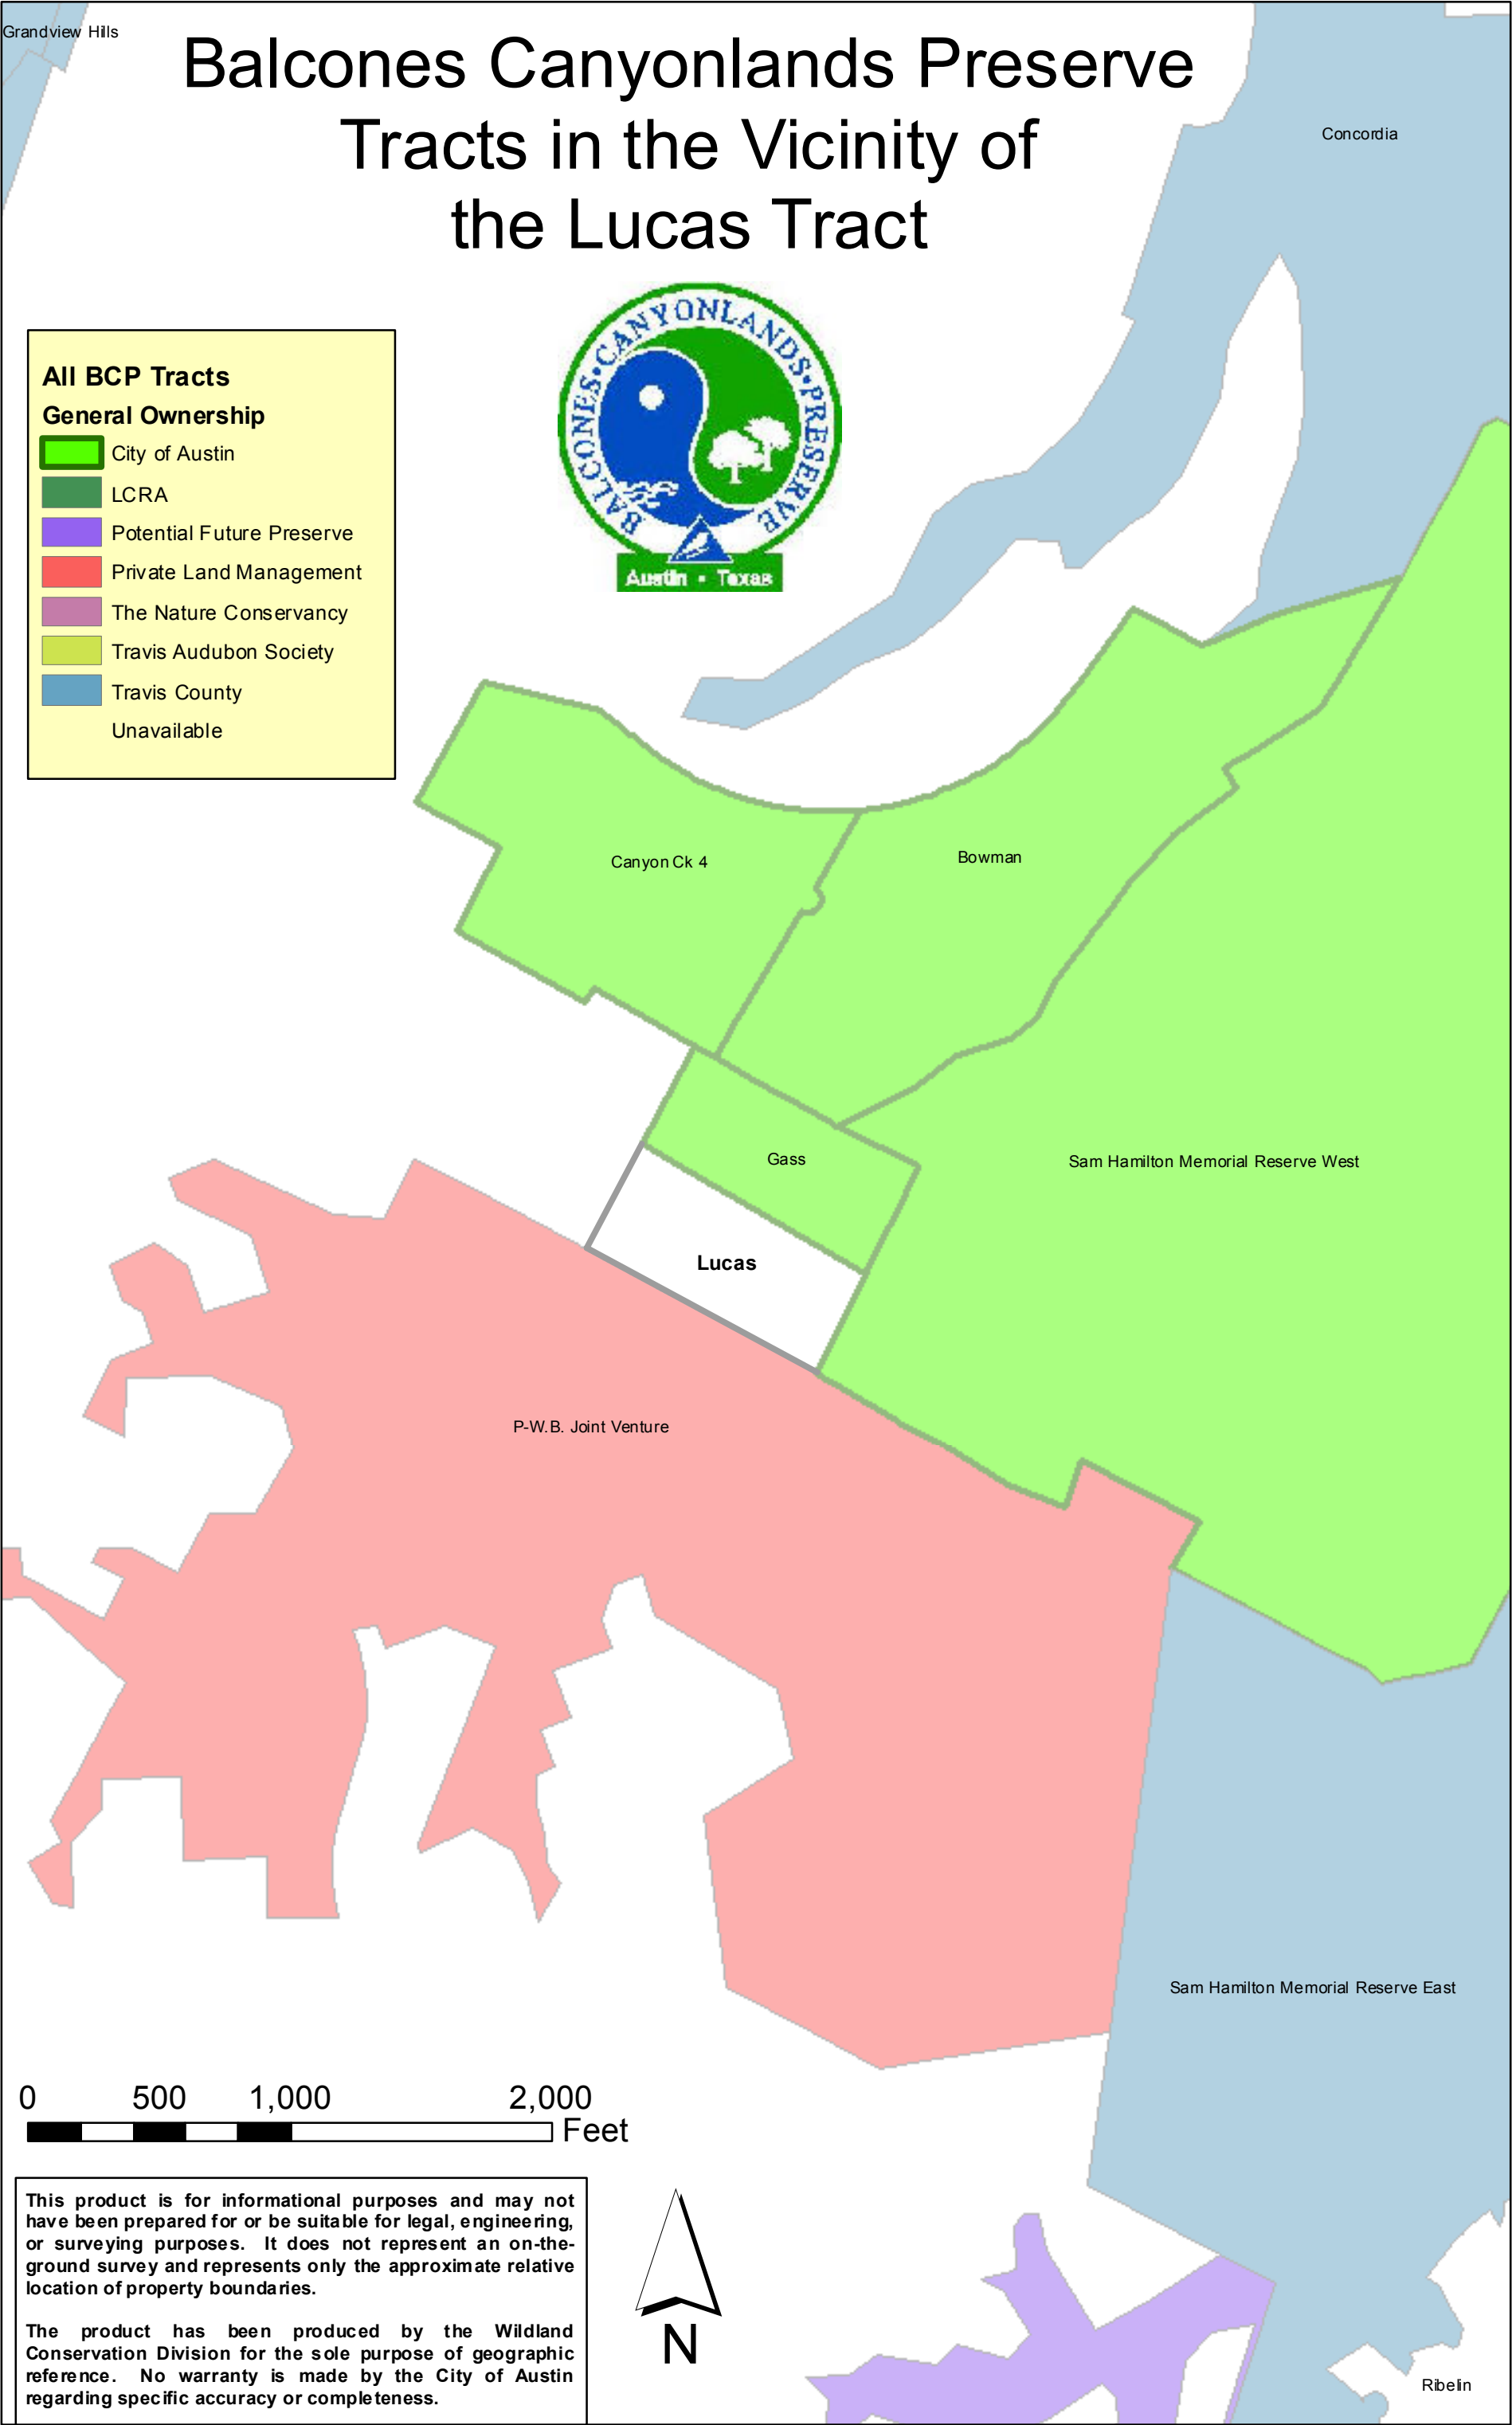 Grandview Hills
Balcones Canyonlands Preserve
Tracts in the Vicinity of
the Lucas Tract
Concordia
BALCONES•CANYONLANDS•PRESERVE
Austin • Texas
All BCP Tracts
General Ownership
City of Austin
LCRA
Potential Future Preserve
Private Land Management
The Nature Conservancy
Travis Audubon Society
Travis County
Unavailable
Canyon Ck 4
Bowman
Gass
Sam Hamilton Memorial Reserve West
Lucas
P-W.B. Joint Venture
Sam Hamilton Memorial Reserve East
0 500 1,000 2,000
Feet
This product is for informational purposes and may not
have been prepared for or be suitable for legal, engineering,
or surveying purposes. It does not represent an on-the-
ground survey and represents only the approximate relative
location of property boundaries.
The product has been produced by the Wildland
Conservation Division for the sole purpose of geographic
reference. No warranty is made by the City of Austin
regarding specific accuracy or completeness.
N
Ribelin